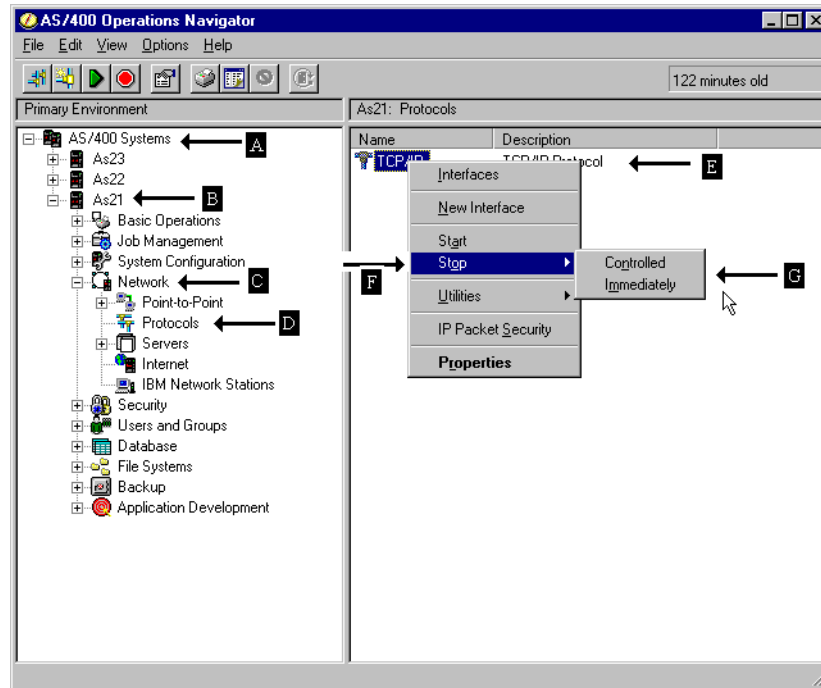 AS/400 Operations Navigator
File Edit View Options Help
122 minutes old
Primary Environment
As21: Protocols
AS/400 Systems
A
As23
As22
As21
B
Basic Operations
Job Management
System Configuration
Network
C
Point-to-Point
Protocols
D
Servers
Internet
IBM Network Stations
Security
Users and Groups
Database
File Systems
Backup
Application Development
Name Description
TCP/IP TCP/IP Protocol
E
Interfaces
New Interface
Start
F
Stop
Controlled
Immediately
G
Utilities
IP Packet Security
Properties